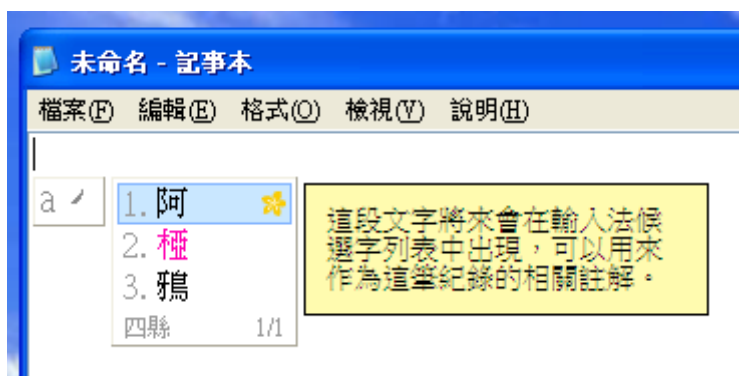 未命名 - 記事本
檔案(F) 編輯(E) 格式(O) 檢視(V) 說明(H)
a ˊ
1. 阿
2. 椏
3. 鴉
四縣 1/1
這段文字將來會在輸入法候
選字列表中出現，可以用來
作為這筆紀錄的相關註解。